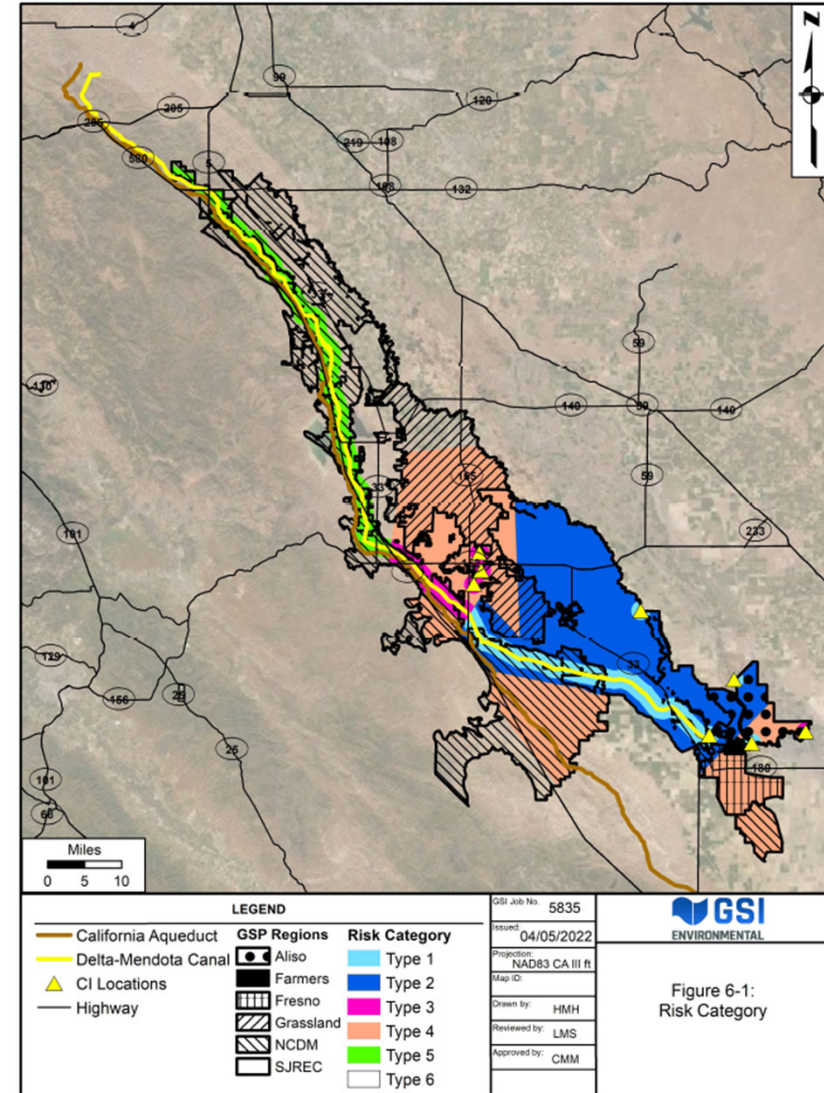 4
99
205
120
205
219
108
580
5
108
132
59
130
140
59
140
165
59
33
101
233
152
33
129
25
156
25
180
101
68
N
Miles
0 5 10
LEGEND
California Aqueduct
Delta-Mendota Canal
CI Locations
Highway
GSP Regions
Aliso
Farmers
Fresno
Grassland
NCDM
SJREC
Risk Category
Type 1
Type 2
Type 3
Type 4
Type 5
Type 6
GSI Job No. 5835
Issued: 04/05/2022
Projection: NAD83 CA III ft
Map ID:
Drawn by: HMH
Reviewed by: LMS
Approved by: CMM
GSI
ENVIRONMENTAL
Figure 6-1:
Risk Category